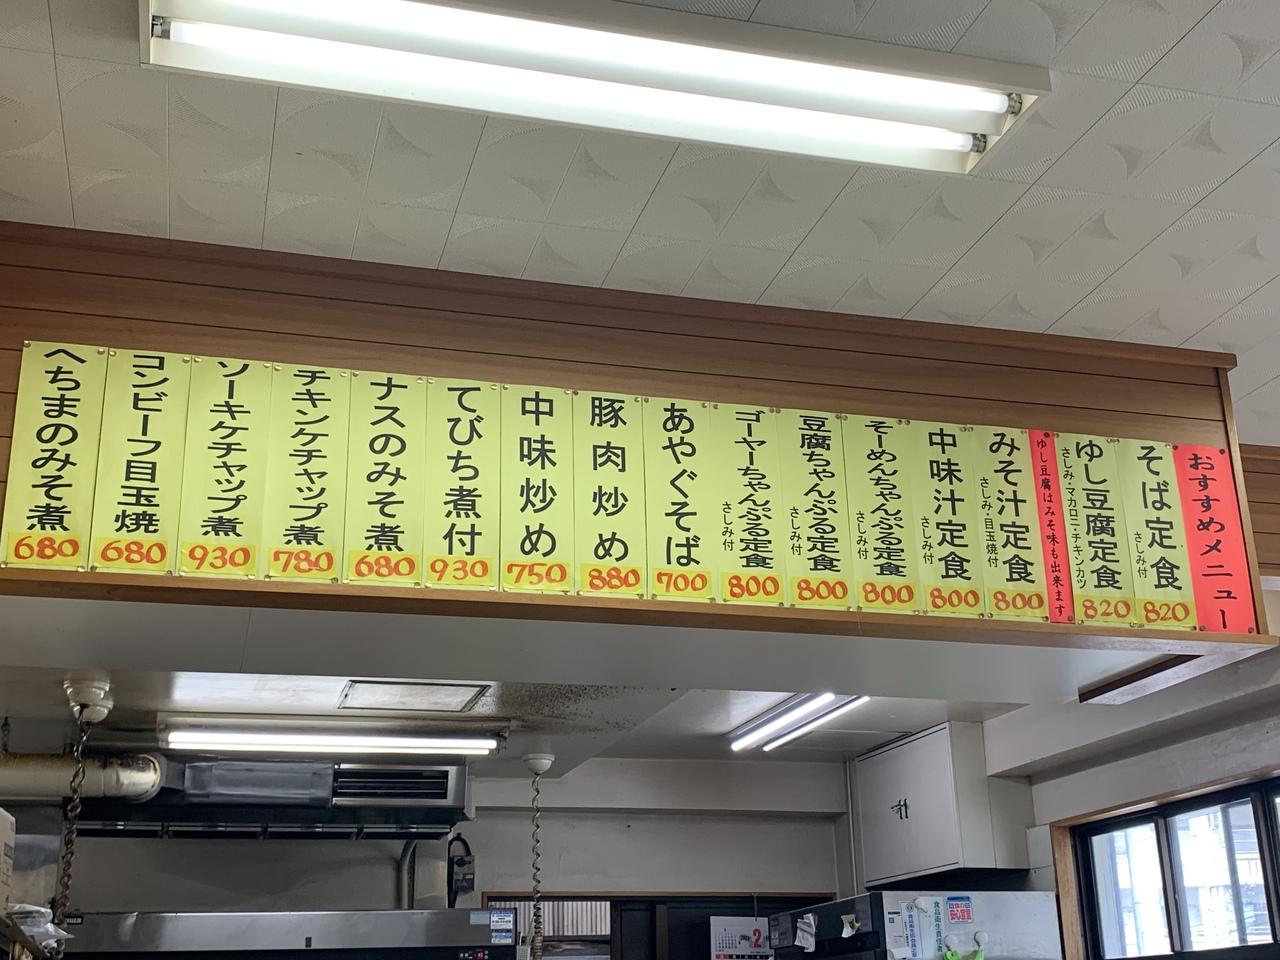 おすすめメニュー
そば定食
さしみ付
820
ゆし豆腐定食
さしみ・マカロニ・チキンカツ
820
ゆし豆腐はみそ味も出来ます
みそ汁定食
さしみ・目玉焼付
800
中味汁定食
さしみ付
800
そーめんちゃんぷる定食
さしみ付
800
豆腐ちゃんぷる定食
さしみ付
800
ゴーヤーちゃんぷる定食
さしみ付
800
あやぐそば
700
豚肉炒め
880
中味炒め
750
てびち煮付
930
ナスのみそ煮
680
チキンケチャップ煮
780
ソーキケチャップ煮
930
コンビーフ目玉焼
680
へちまのみそ煮
680
2
食品衛生責任者